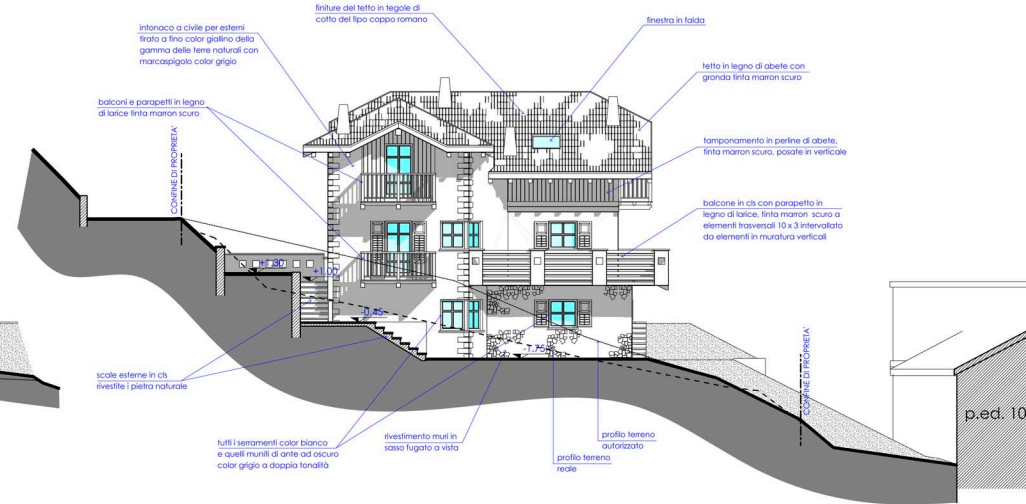 finiture del tetto in tegole di
cotto del tipo coppo romano
finestra in falda
intonaco a civile per esterni
tirato a fino color giallino della
gamma delle terre naturali con
marcaspigolo color grigio
tetto in legno di abete con
gronda tinta marron scuro
balconi e parapetti in legno
di larice tinta marron scuro
tamponamento in perline di abete,
tinta marron scuro, posate in verticale
CONFINE DI PROPRIETA'
balcone in cls con parapetto in
legno di larice, tinta marron scuro a
elementi trasversali 10 x 3 intervallato
da elementi in muratura verticali
+1.30
+1.00
-0.45
-1.75
CONFINE DI PROPRIETA'
scale esterne in cls
rivestite i pietra naturale
p.ed. 10
tutti i serramenti color bianco
e quelli muniti di ante ad oscuro
color grigio a doppia tonalità
rivestimento muri in
sasso fugato a vista
profilo terreno
autorizzato
profilo terreno
reale